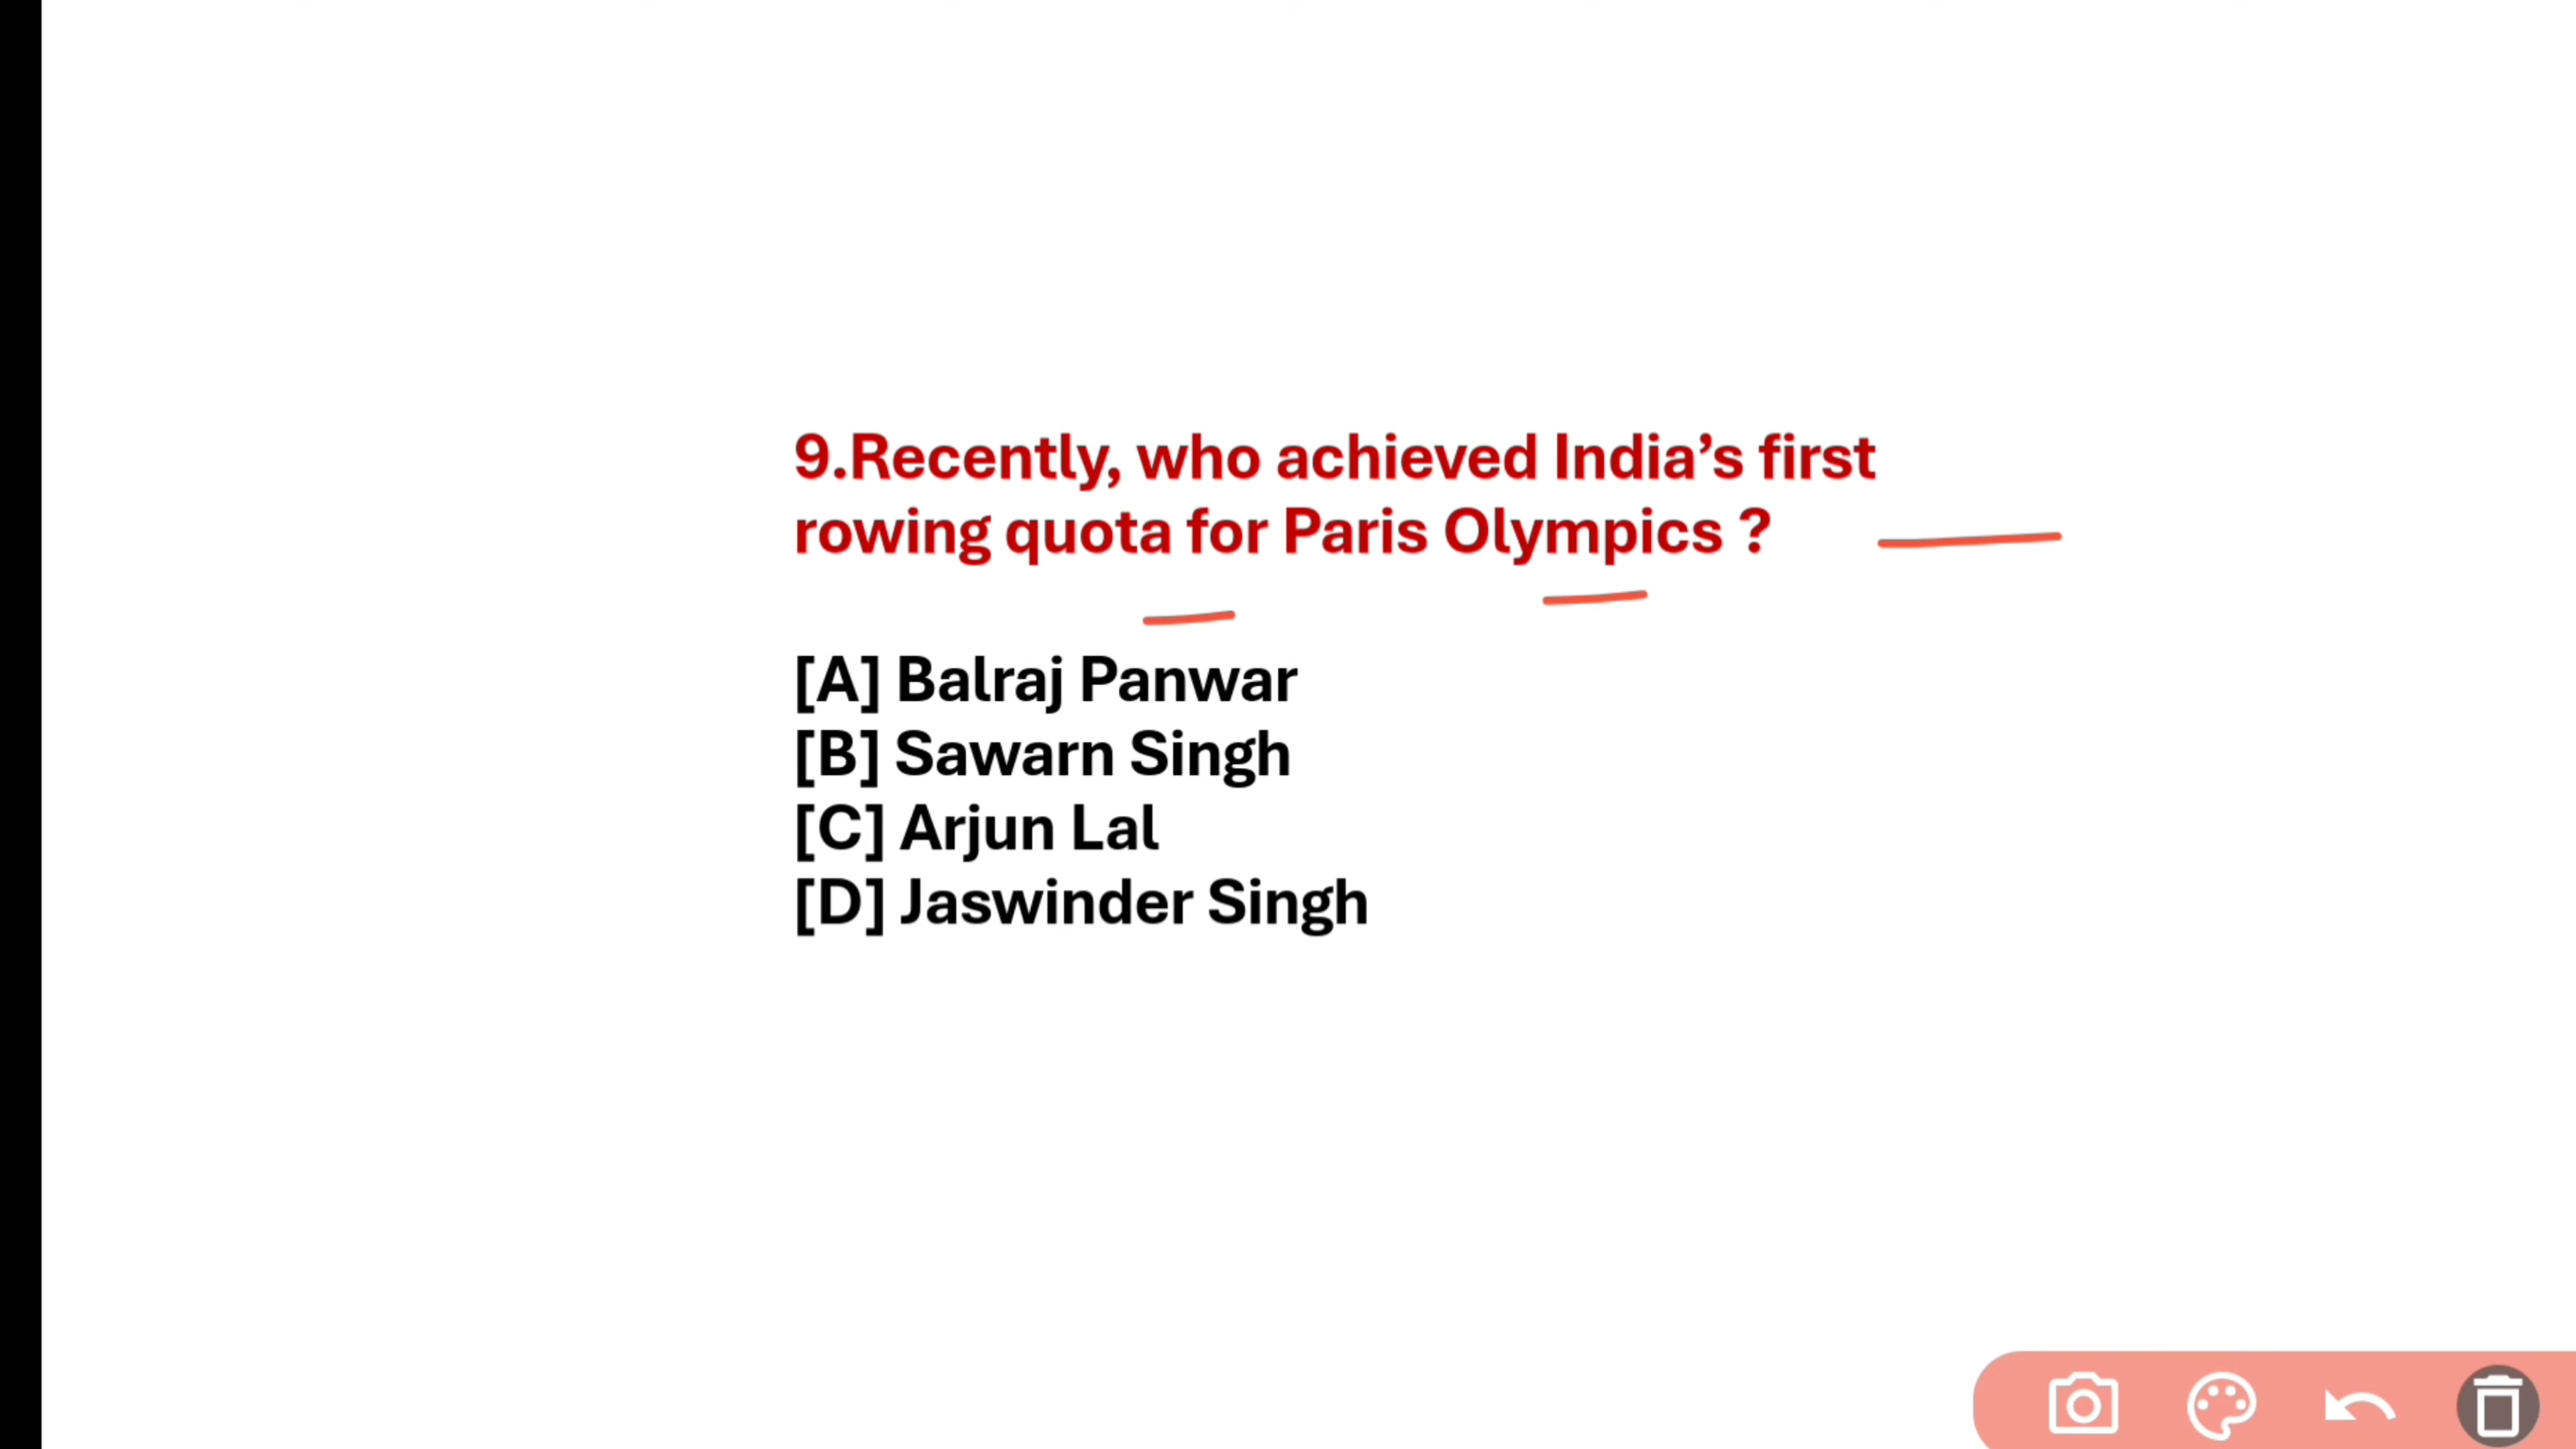 9.Recently, who achieved India’s first
rowing quota for Paris Olympics ?
[A] Balraj Panwar
[B] Sawarn Singh
[C] Arjun Lal
[D] Jaswinder Singh